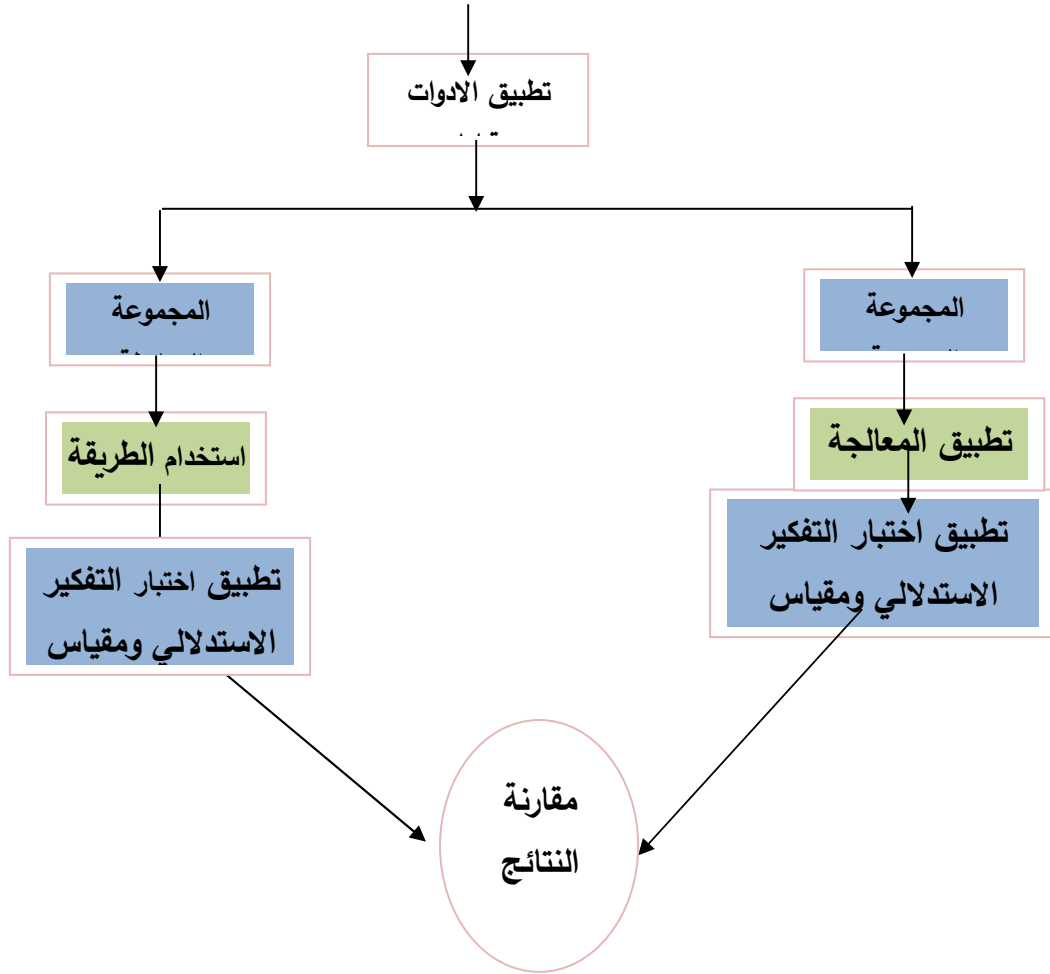 تطبيق الادوات
المجموعة
المجموعة
تطبيق المعالجة
استخدام الطريقة
تطبيق اختبار التفكير
الاستدلالي ومقياس
تطبيق اختبار التفكير
الاستدلالي ومقياس
مقارنة
النتائج